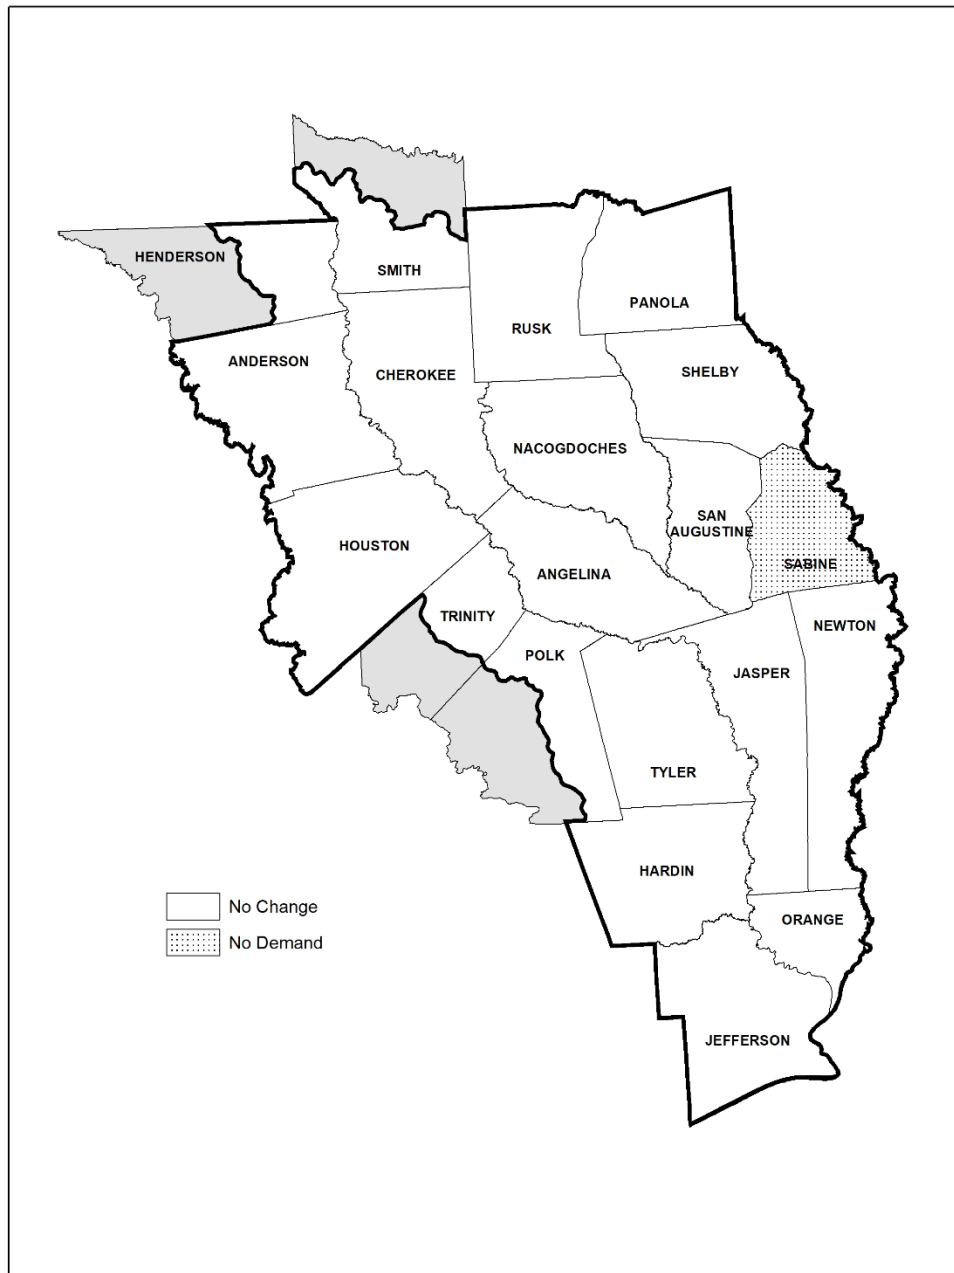 HENDERSON
SMITH
PANOLA
RUSK
ANDERSON
CHEROKEE
SHELBY
NACOGDOCHES
SAN
AUGUSTINE
HOUSTON
ANGELINA
SABINE
TRINITY
NEWTON
POLK
JASPER
TYLER
HARDIN
No Change
ORANGE
No Demand
JEFFERSON